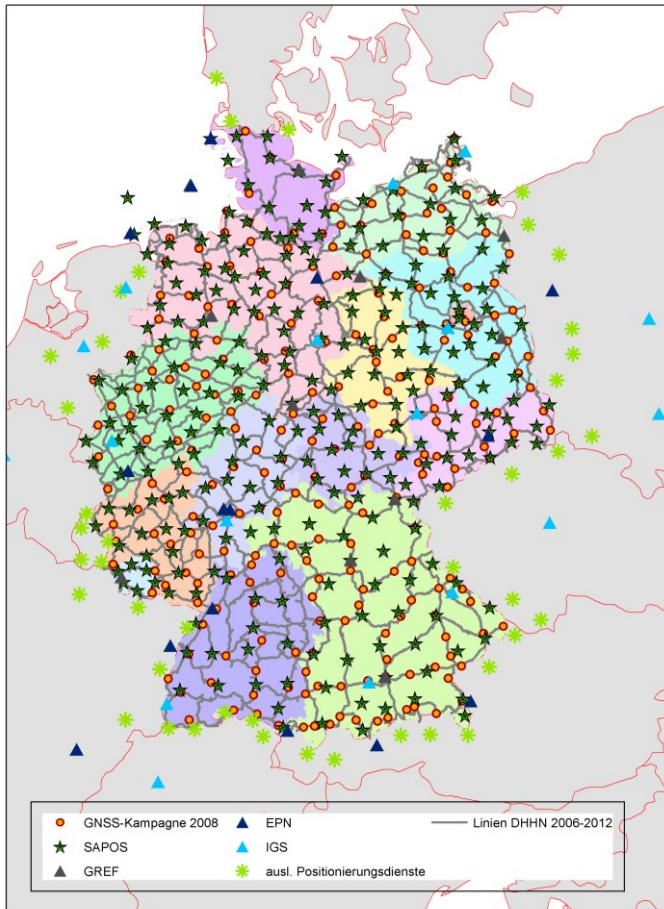 GNSS-Kampagne 2008
EPN
Linien DHHN 2006-2012
SAPOS
IGS
GREF
ausl. Positionierungsdienste